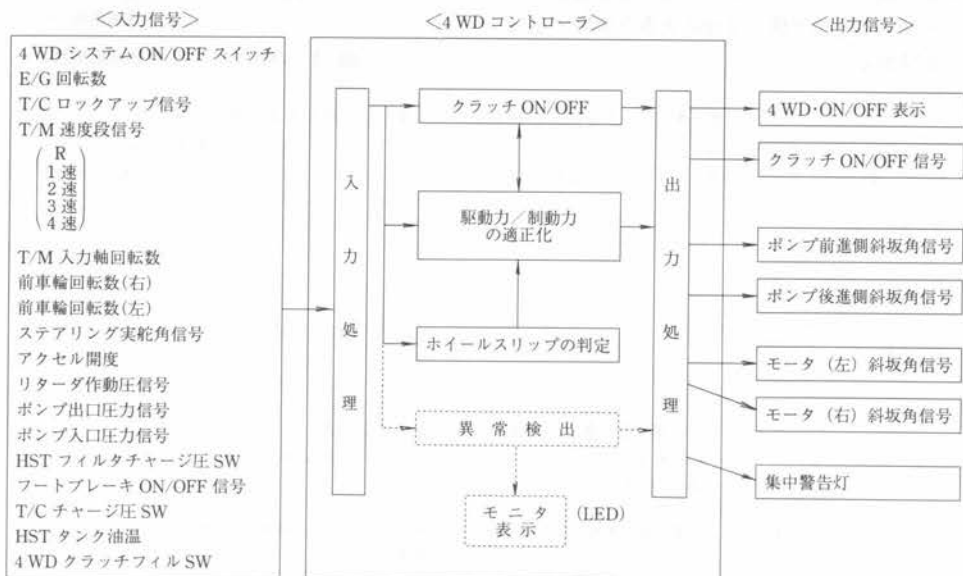 <入力信号>
4 WD システム ON/OFF スイッチ
E/G 回転数
T/C ロックアップ信号
T/M 速度段信号
R
1 速
2 速
3 速
4 速
T/M 入力軸回転数
前車輪回転数(右)
前車輪回転数(左)
ステアリング実舵角信号
アクセル開度
リターダ作動圧信号
ポンプ出口圧力信号
ポンプ入口圧力信号
HST フィルタチャージ圧 SW
フートブレーキ ON/OFF 信号
T/C チャージ圧 SW
HST タンク油温
4 WD クラッチフィル SW
<4 WD コントローラ>
入力処理
クラッチ ON/OFF
駆動力/制動力
の適正化
ホイールスリップの判定
異常検出
モニタ
表示
(LED)
出力処理
<出力信号>
4 WD・ON/OFF 表示
クラッチ ON/OFF 信号
ポンプ前進側斜坂角信号
ポンプ後進側斜坂角信号
モータ (左) 斜坂角信号
モータ (右) 斜坂角信号
集中警告灯